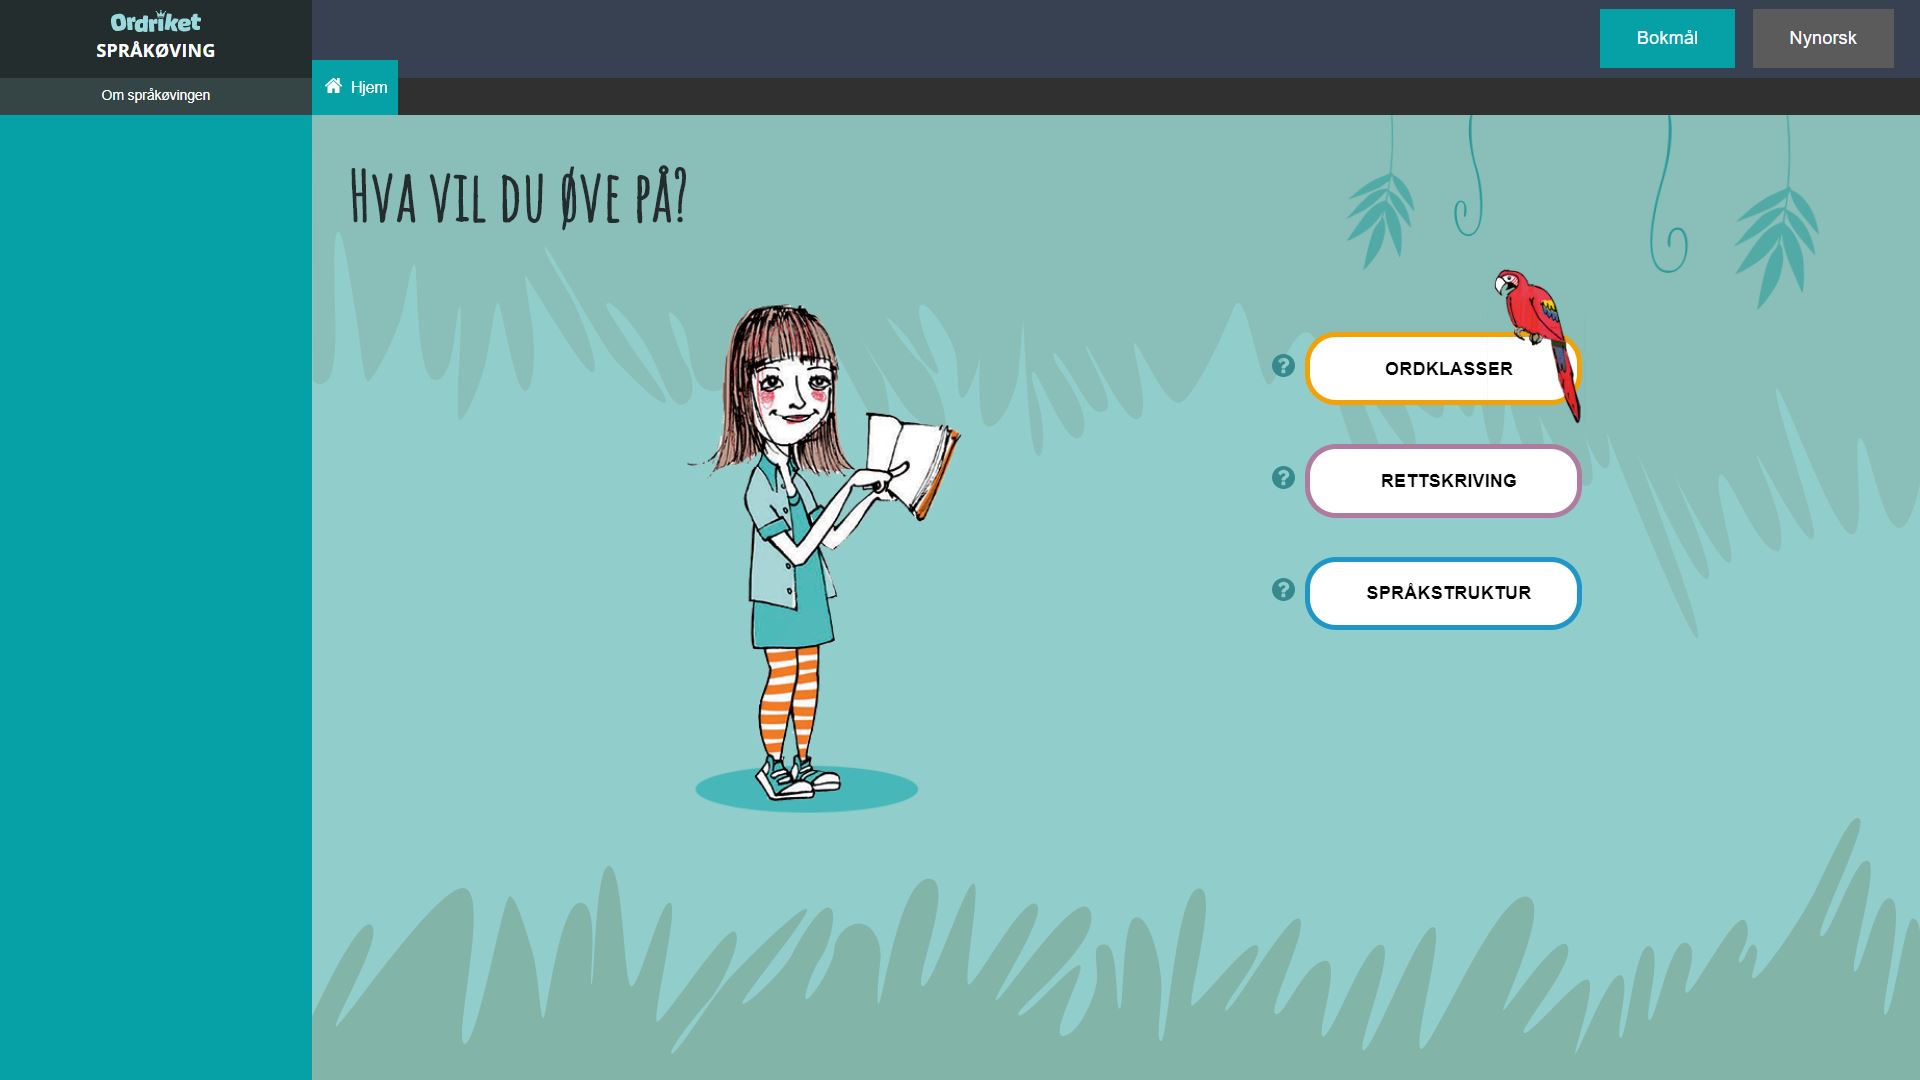 Ordriket
SPRÅKØVING
Bokmål
Nynorsk
Om språkøvingen
Hjem
Hva vil du øve på?
? ORDKLASSER
? RETTSKRIVING
? SPRÅKSTRUKTUR